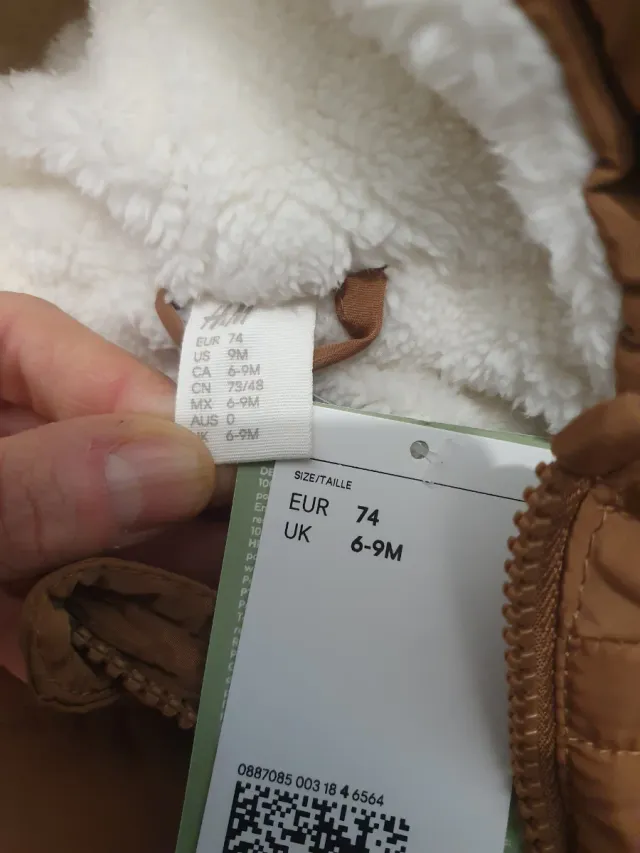 H&M
EUR 74
US 9M
CA 6-9M
CN 73/48
MX 6-9M
AUS 0
UK 6-9M
SIZE/TAILLE
EUR 74
UK 6-9M
0887085 003 18 4 6564